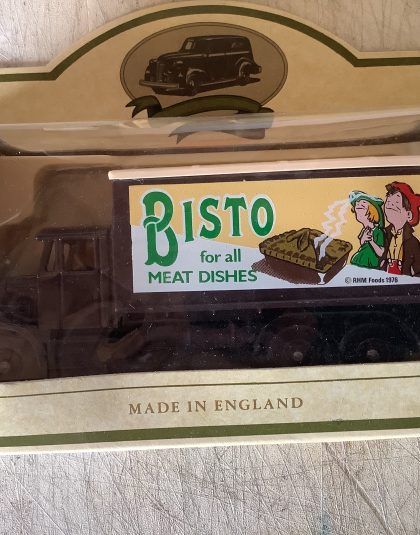 BISTO
for all
MEAT DISHES
© RHM Foods 1976
MADE IN ENGLAND